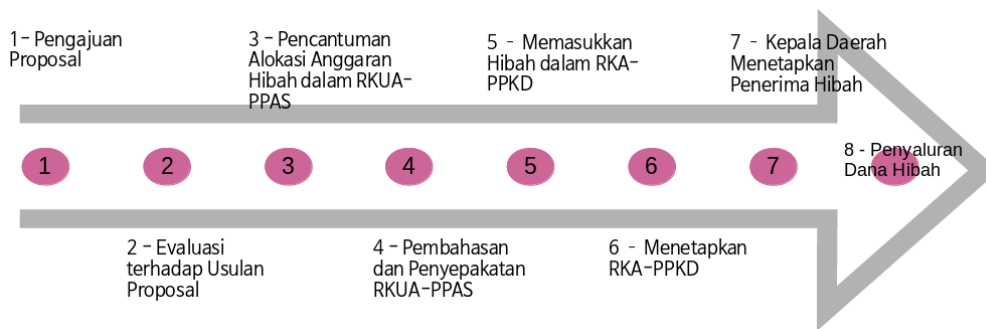 1 – Pengajuan
Proposal
3 – Pencantuman
Alokasi Anggaran
Hibah dalam RKUA–
PPAS
5 - Memasukkan
Hibah dalam RKA-
PPKD
7 - Kepala Daerah
Menetapkan
Penerima Hibah
1
2
3
4
5
6
7
8 - Penyaluran
Dana Hibah
2 – Evaluasi
terhadap Usulan
Proposal
4 – Pembahasan
dan Penyepakatan
RKUA–PPAS
6 - Menetapkan
RKA–PPKD